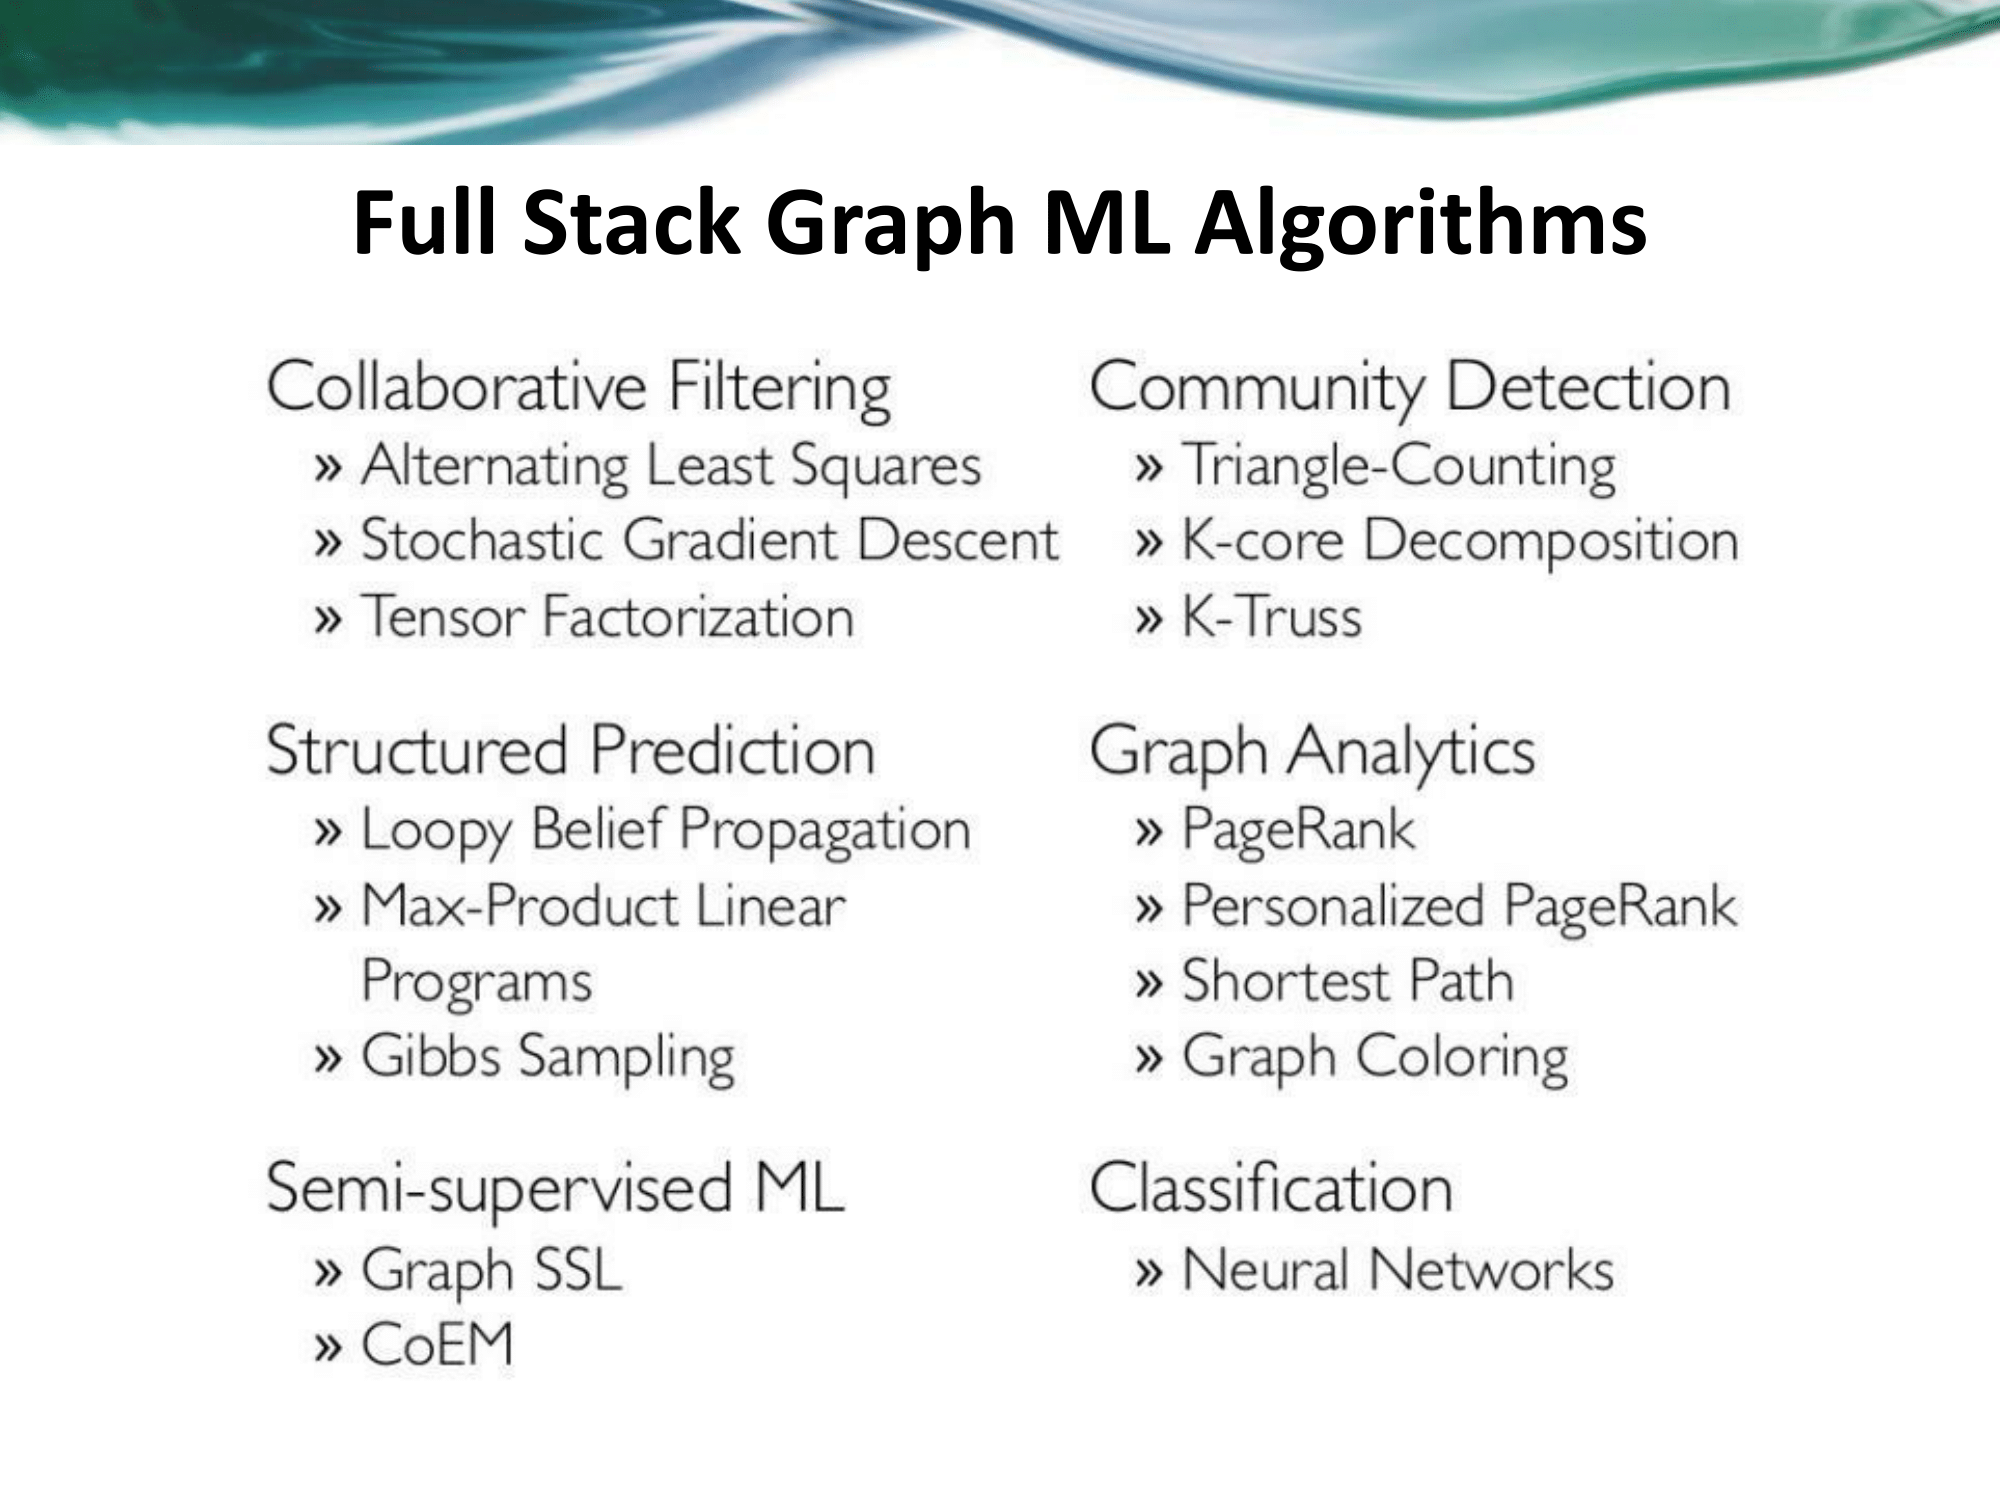 Full Stack Graph ML Algorithms
Collaborative Filtering
» Alternating Least Squares
» Stochastic Gradient Descent
» Tensor Factorization
Structured Prediction
» Loopy Belief Propagation
» Max-Product Linear
Programs
» Gibbs Sampling
Semi-supervised ML
» Graph SSL
» CoEM
Community Detection
» Triangle-Counting
» K-core Decomposition
» K-Truss
Graph Analytics
» PageRank
» Personalized PageRank
» Shortest Path
» Graph Coloring
Classification
» Neural Networks